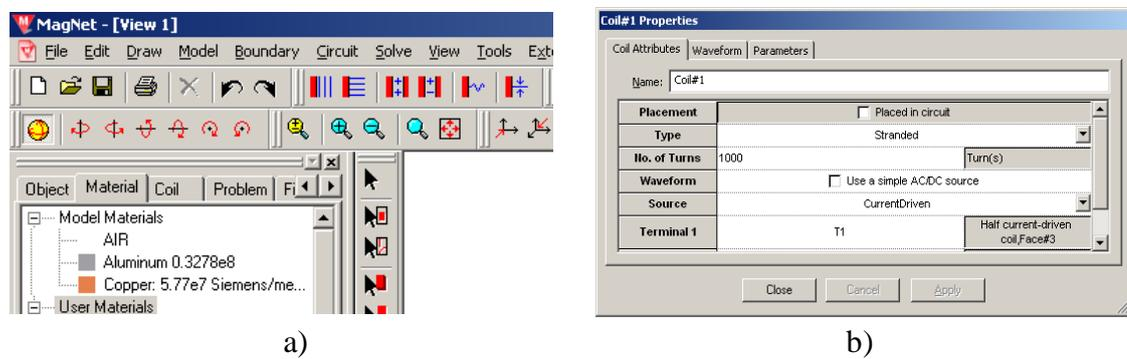 MagNet - [View 1]
File Edit Draw Model Boundary Circuit Solve View Tools Exte
Object Material Coil Problem Fi
Model Materials
AIR
Aluminum 0.3278e8
Copper: 5.77e7 Siemens/me...
User Materials
a)
Coil#1 Properties
Coil Attributes Waveform Parameters
Name: Coil#1
Placement Placed in circuit
Type Stranded
No. of Turns 1000 Turn(s)
Waveform Use a simple AC/DC source
Source CurrentDriven
Terminal 1 T1 Half current-driven
coil,Face#3
Close Cancel Apply
b)